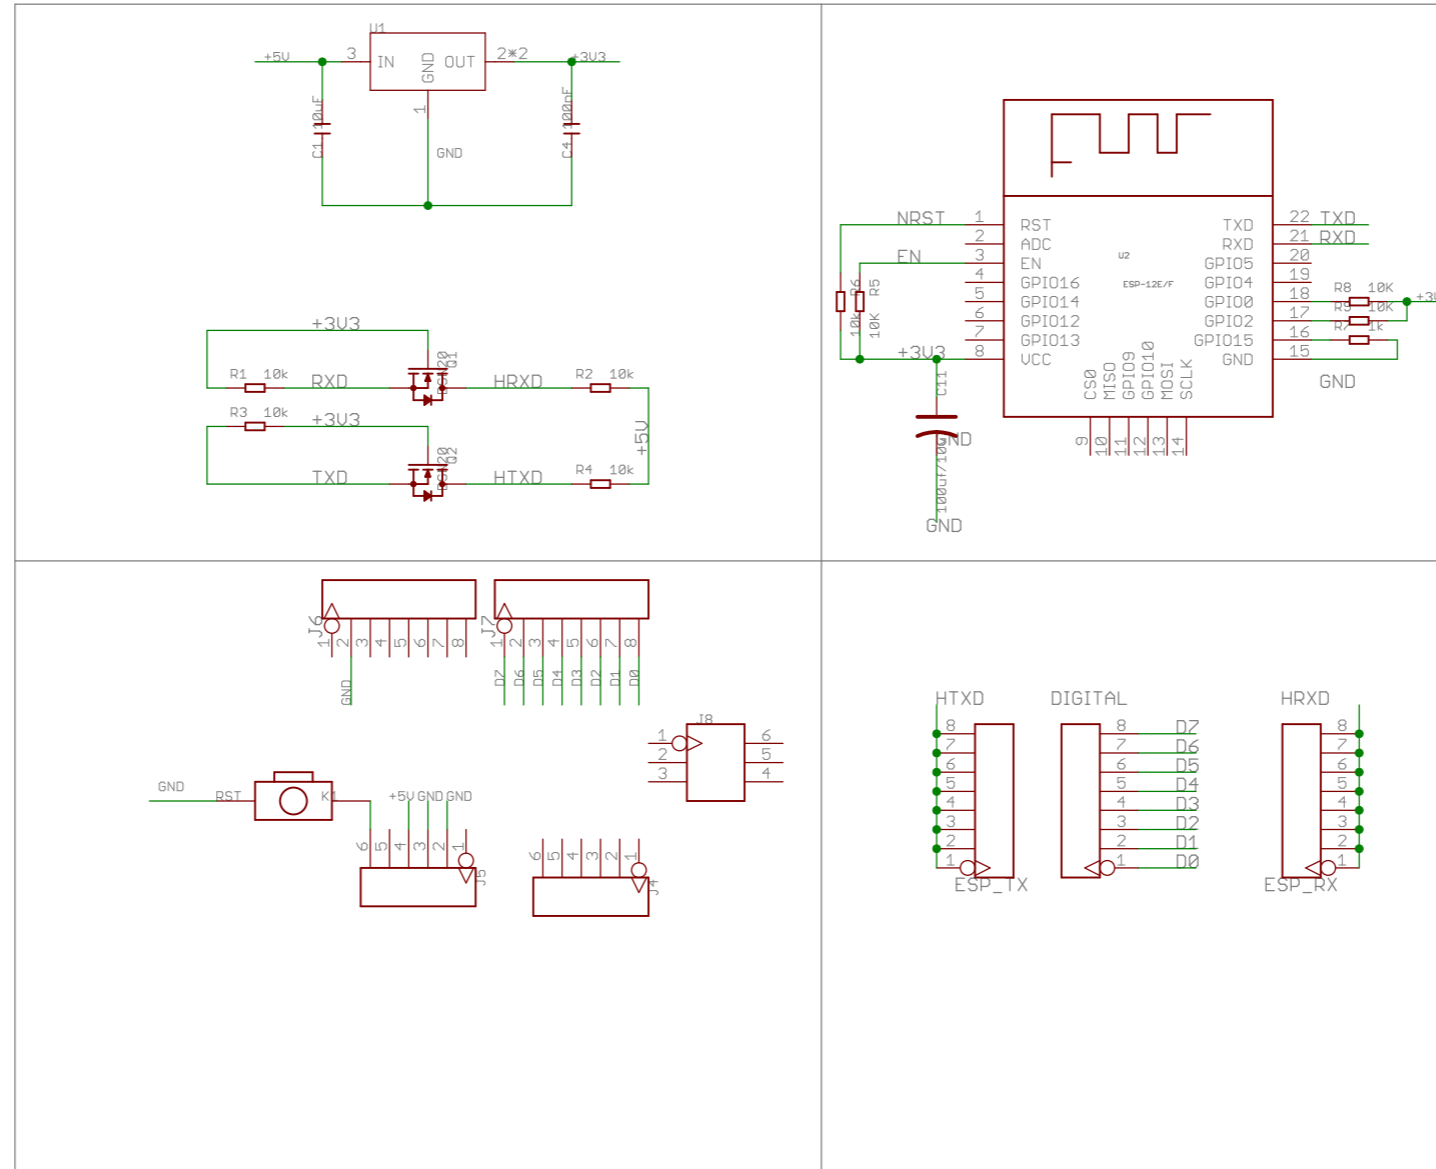 U1
+5V 3 IN GND OUT 2*2 +3V3
1
C1 10uF
C4 100nF
GND
+3V3
Q1
R1 10k RXD HRXD R2 10k
R3 10k +3V3
+5V
Q2
TXD HTXD R4 10k
NRST 1 RST TXD 22 TXD
2 ADC RXD 21 RXD
EN 3 EN U2 GPIO5 20
4 GPIO16 ESP-12E/F GPIO4 19
5 GPIO14 GPIO0 18 R8 10K
6 GPIO12 GPIO2 17 R9 10K
7 GPIO13 GPIO15 16 R7 1k
+3V3 8 VCC GND 15
R6 10k
R5 10K
GND
CS0 MISO GPIO9 GPIO10 MOSI SCLK
9 10 11 12 13 14
C11
GND
100uf/10
GND
J6
1 2 3 4 5 6 7 8
GND
J7
1 2 3 4 5 6 7 8
D7 D6 D5 D4 D3 D2 D1 D0
J8
1 6
2 5
3 4
GND RST K1
+5V GND GND
6 5 4 3 2 1
J5
6 5 4 3 2 1
J4
HTXD
8
7
6
5
4
3
2
1
ESP_TX
DIGITAL
8 D7
7 D6
6 D5
5 D4
4 D3
3 D2
2 D1
1 D0
HRXD
8
7
6
5
4
3
2
1
ESP_RX